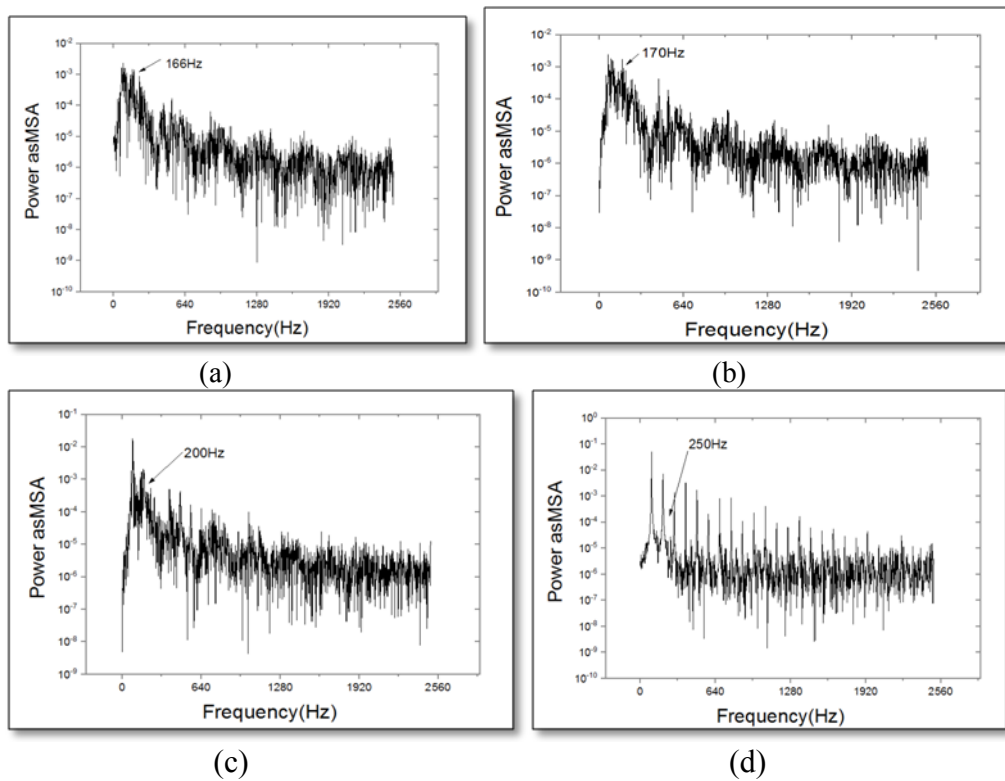 10⁻²
10⁻³
10⁻⁴
10⁻⁵
10⁻⁶
10⁻⁷
10⁻⁸
10⁻⁹
10⁻¹⁰
Power asMSA
166Hz
0 640 1280 1920 2560
Frequency(Hz)
(a)
10⁻²
10⁻³
10⁻⁴
10⁻⁵
10⁻⁶
10⁻⁷
10⁻⁸
10⁻⁹
10⁻¹⁰
Power asMSA
170Hz
0 640 1280 1920 2560
Frequency(Hz)
(b)
10⁻¹
10⁻²
10⁻³
10⁻⁴
10⁻⁵
10⁻⁶
10⁻⁷
10⁻⁸
10⁻⁹
Power asMSA
200Hz
0 640 1280 1920 2560
Frequency(Hz)
(c)
10⁰
10⁻¹
10⁻²
10⁻³
10⁻⁴
10⁻⁵
10⁻⁶
10⁻⁷
10⁻⁸
10⁻⁹
10⁻¹⁰
Power asMSA
250Hz
0 640 1280 1920 2560
Frequency(Hz)
(d)